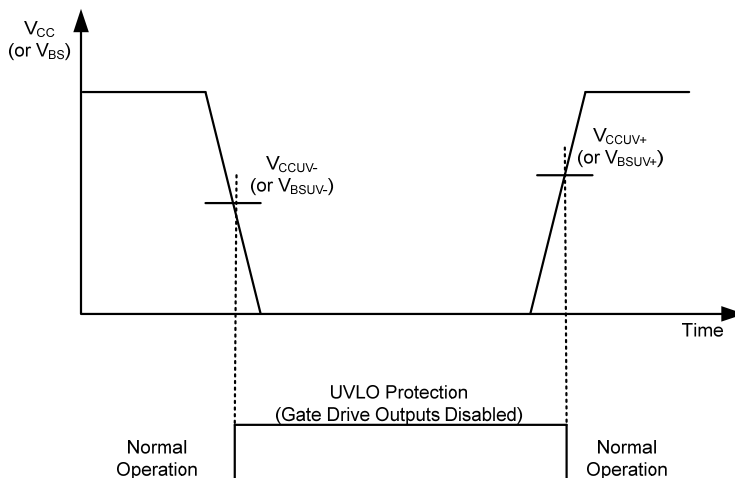 VCC
(or VBS)
VCCUV-
(or VBSUV-)
VCCUV+
(or VBSUV+)
Time
UVLO Protection
(Gate Drive Outputs Disabled)
Normal
Operation
Normal
Operation